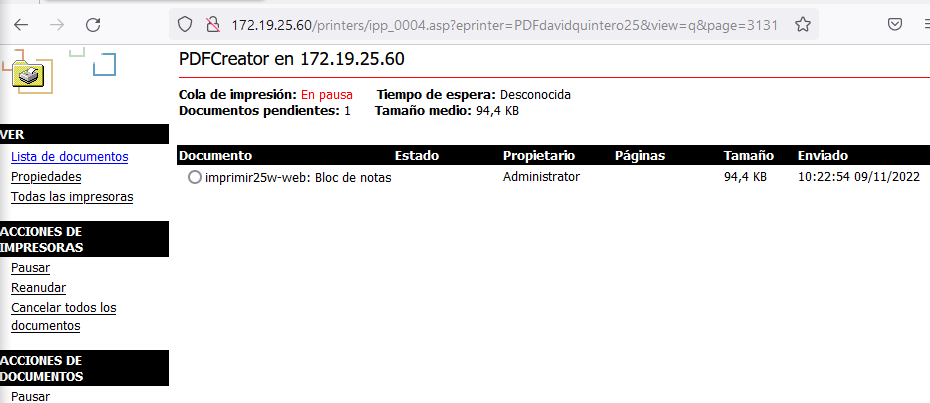 172.19.25.60/printers/ipp_0004.asp?eprinter=PDFdavidquintero25&view=q&page=3131
PDFCreator en 172.19.25.60
Cola de impresión: En pausa Tiempo de espera: Desconocida
Documentos pendientes: 1 Tamaño medio: 94,4 KB
VER
Lista de documentos
Propiedades
Todas las impresoras
ACCIONES DE
IMPRESORAS
Pausar
Reanudar
Cancelar todos los
documentos
ACCIONES DE
DOCUMENTOS
Pausar
Documento Estado Propietario Páginas Tamaño Enviado
imprimir25w-web: Bloc de notas Administrator 94,4 KB 10:22:54 09/11/2022